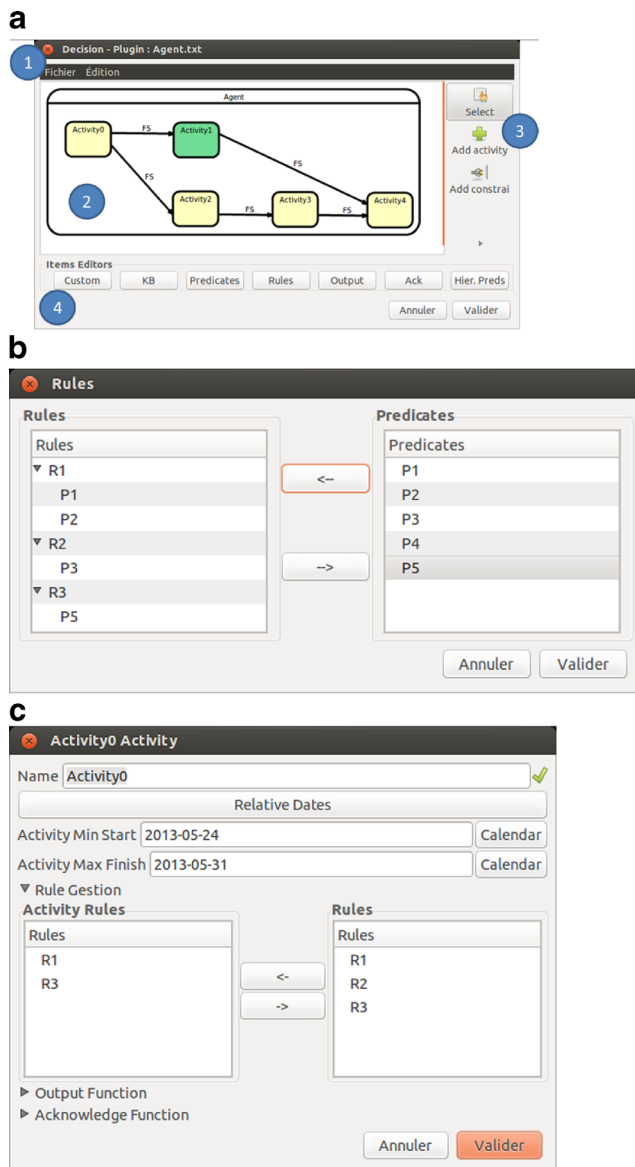 a
Decision - Plugin : Agent.txt
1
Fichier Édition
Agent
Activity0 FS Activity1
FS
FS
2
Activity2 FS Activity3 FS Activity4
Select
3
Add activity
Add constrai
Items Editors
Custom KB Predicates Rules Output Ack Hier. Preds
4
Annuler Valider
b
Rules
Rules
Rules
R1
P1
P2
R2
P3
R3
P5
<--
-->
Predicates
Predicates
P1
P2
P3
P4
P5
Annuler Valider
c
Activity0 Activity
Name Activity0
Relative Dates
Activity Min Start 2013-05-24 Calendar
Activity Max Finish 2013-05-31 Calendar
Rule Gestion
Activity Rules
Rules
R1
R3
<-
->
Rules
Rules
R1
R2
R3
Output Function
Acknowledge Function
Annuler Valider